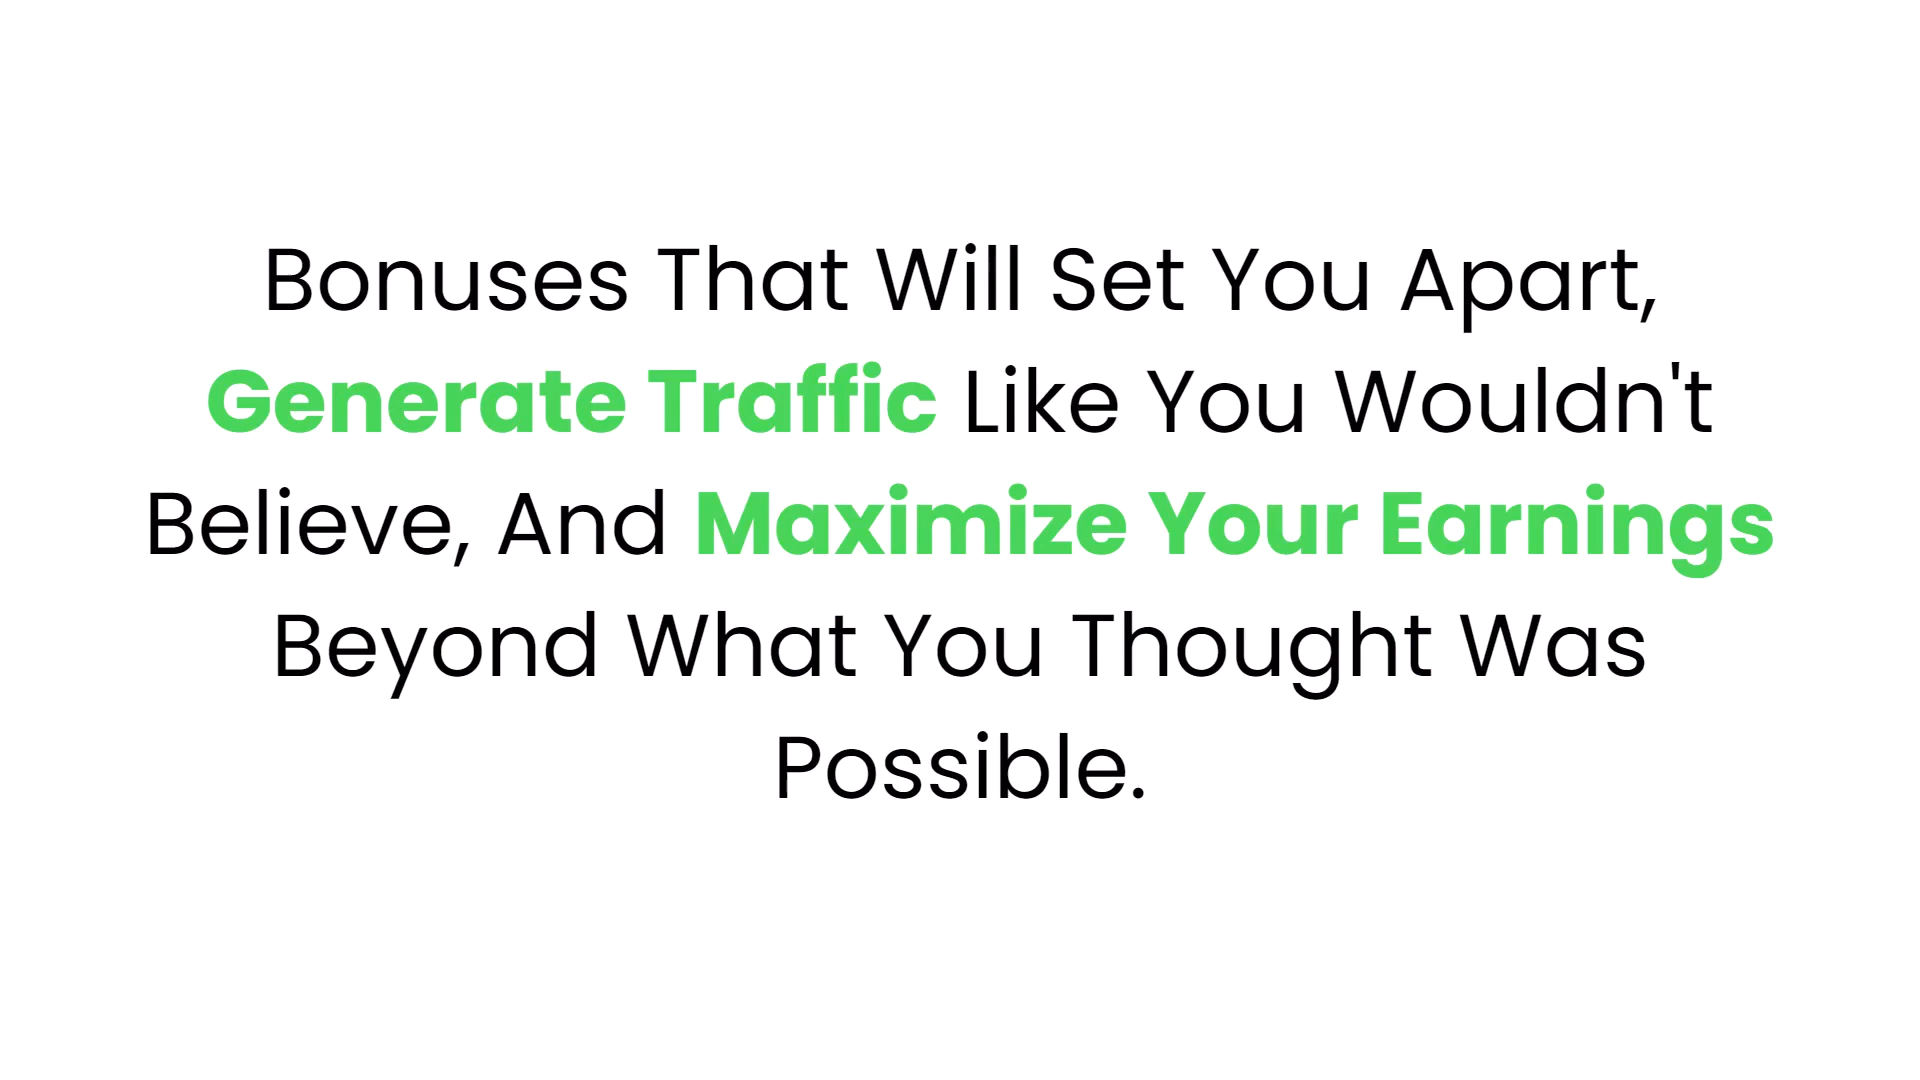 Bonuses That Will Set You Apart,
Generate Traffic Like You Wouldn't
Believe, And Maximize Your Earnings
Beyond What You Thought Was
Possible.